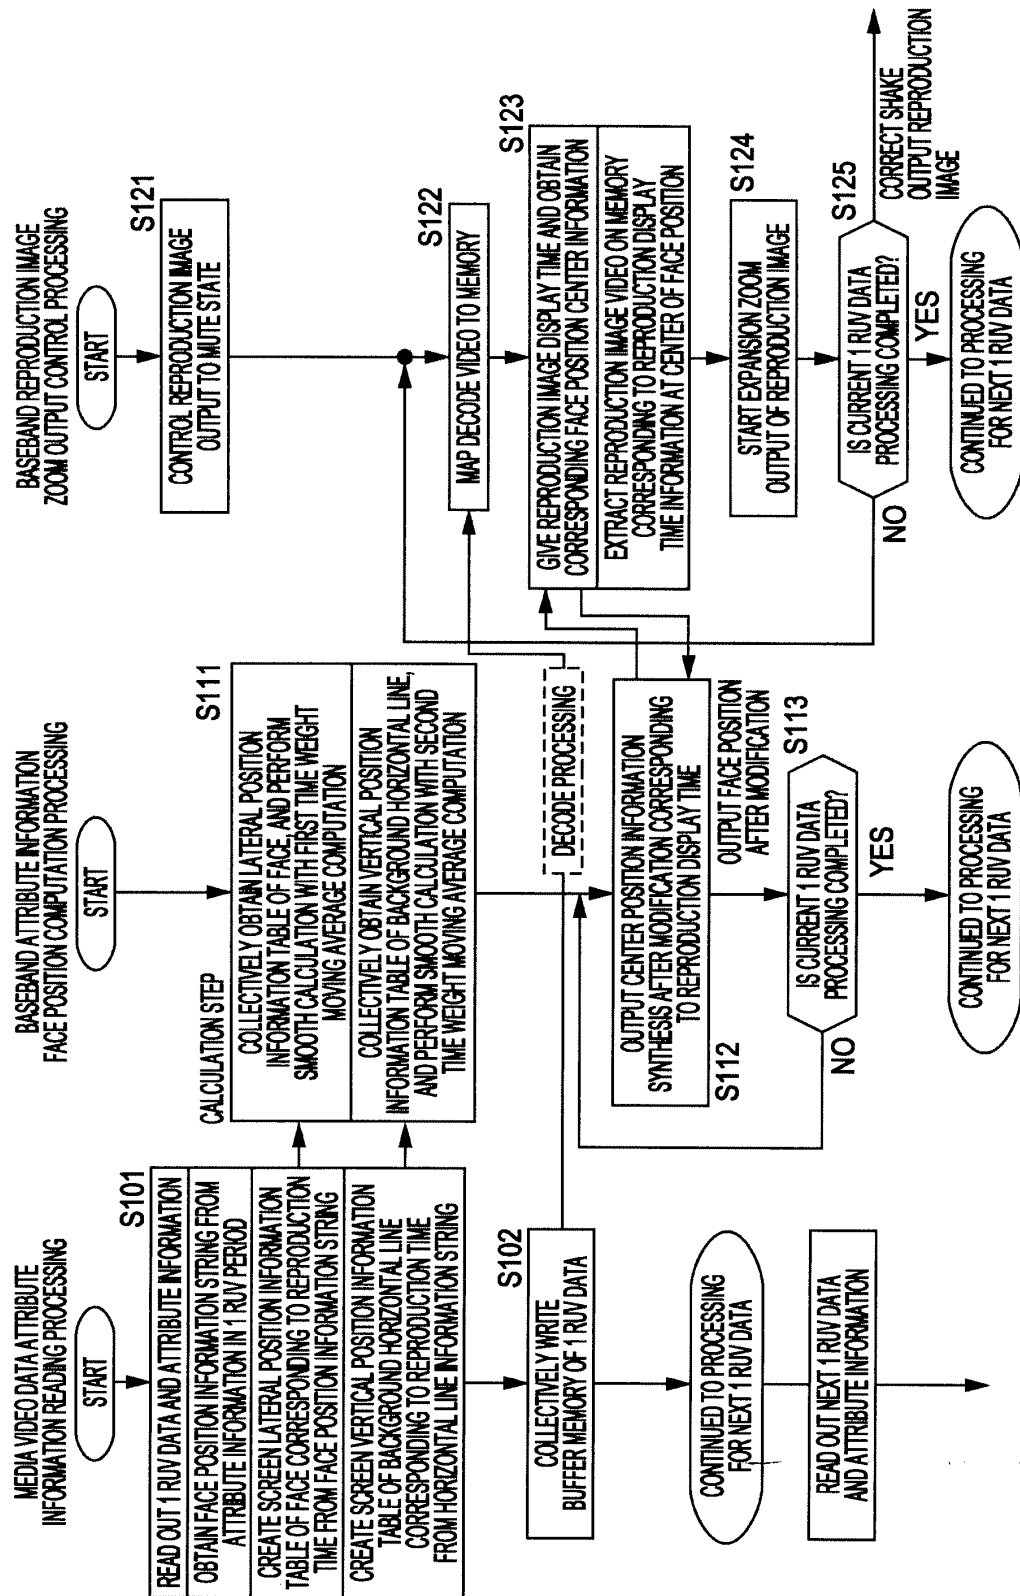 MEDIA VIDEO DATA ATTRIBUTE
INFORMATION READING PROCESSING
START
S101
READ OUT 1 RUV DATA AND ATTRIBUTE INFORMATION
OBTAIN FACE POSITION INFORMATION STRING FROM
ATTRIBUTE INFORMATION IN 1 RUV PERIOD
CREATE SCREEN LATERAL POSITION INFORMATION
TABLE OF FACE CORRESPONDING TO REPRODUCTION
TIME FROM FACE POSITION INFORMATION STRING
CREATE SCREEN VERTICAL POSITION INFORMATION
TABLE OF BACKGROUND HORIZONTAL LINE
CORRESPONDING TO REPRODUCTION TIME
FROM HORIZONTAL LINE INFORMATION STRING
S102
COLLECTIVELY WRITE
BUFFER MEMORY OF 1 RUV DATA
CONTINUED TO PROCESSING
FOR NEXT 1 RUV DATA
READ OUT NEXT 1 RUV DATA
AND ATTRIBUTE INFORMATION
BASEBAND ATTRIBUTE INFORMATION
FACE POSITION COMPUTATION PROCESSING
START
CALCULATION STEP
S111
COLLECTIVELY OBTAIN LATERAL POSITION
INFORMATION TABLE OF FACE, AND PERFORM
SMOOTH CALCULATION WITH FIRST TIME WEIGHT
MOVING AVERAGE COMPUTATION
COLLECTIVELY OBTAIN VERTICAL POSITION
INFORMATION TABLE OF BACKGROUND HORIZONTAL LINE,
AND PERFORM SMOOTH CALCULATION WITH SECOND
TIME WEIGHT MOVING AVERAGE COMPUTATION
DECODE PROCESSING
OUTPUT CENTER POSITION INFORMATION
SYNTHESIS AFTER MODIFICATION CORRESPONDING
TO REPRODUCTION DISPLAY TIME
S112
OUTPUT FACE POSITION
AFTER MODIFICATION
S113
IS CURRENT 1 RUV DATA
PROCESSING COMPLETED?
NO
YES
CONTINUED TO PROCESSING
FOR NEXT 1 RUV DATA
BASEBAND REPRODUCTION IMAGE
ZOOM OUTPUT CONTROL PROCESSING
START
S121
CONTROL REPRODUCTION IMAGE
OUTPUT TO MUTE STATE
S122
MAP DECODE VIDEO TO MEMORY
S123
GIVE REPRODUCTION IMAGE DISPLAY TIME AND OBTAIN
CORRESPONDING FACE POSITION CENTER INFORMATION
EXTRACT REPRODUCTION IMAGE VIDEO ON MEMORY
CORRESPONDING TO REPRODUCTION DISPLAY
TIME INFORMATION AT CENTER OF FACE POSITION
S124
START EXPANSION ZOOM
OUTPUT OF REPRODUCTION IMAGE
S125
IS CURRENT 1 RUV DATA
PROCESSING COMPLETED?
NO
YES
CORRECT SHAKE
OUTPUT REPRODUCTION
IMAGE
CONTINUED TO PROCESSING
FOR NEXT 1 RUV DATA